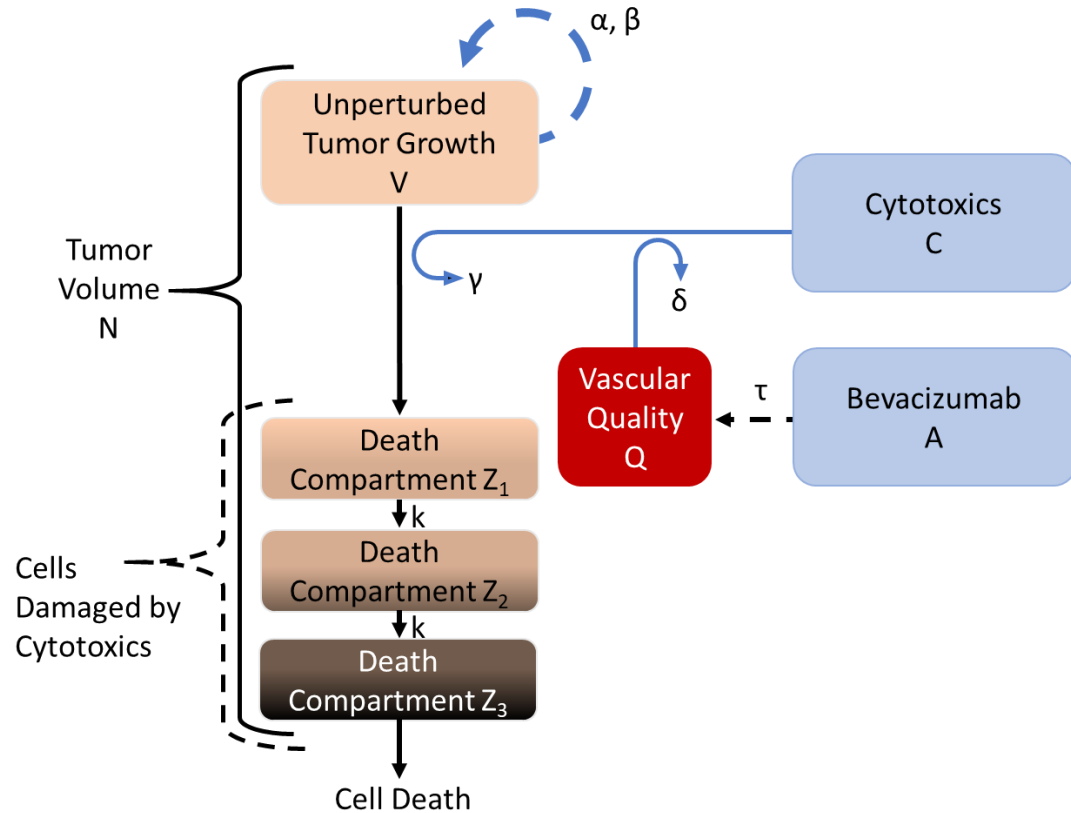 α, β
Unperturbed
Tumor Growth
V
Cytotoxics
C
Tumor
Volume
N
γ
δ
Vascular
Quality
Q
τ
Bevacizumab
A
Death
Compartment Z₁
k
Death
Compartment Z₂
k
Death
Compartment Z₃
Cells
Damaged by
Cytotoxics
Cell Death